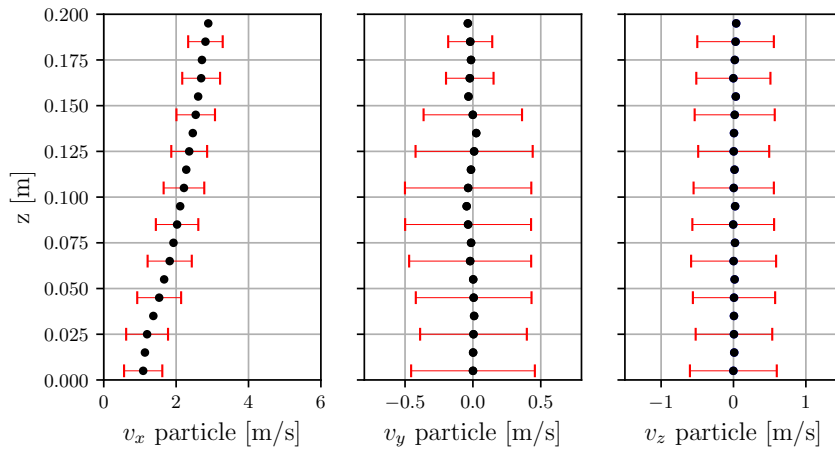 0.200
0.175
0.150
0.125
0.100
0.075
0.050
0.025
0.000
z [m]
0 2 4 6
−0.5 0.0 0.5
−1 0 1
v_x particle [m/s]
v_y particle [m/s]
v_z particle [m/s]